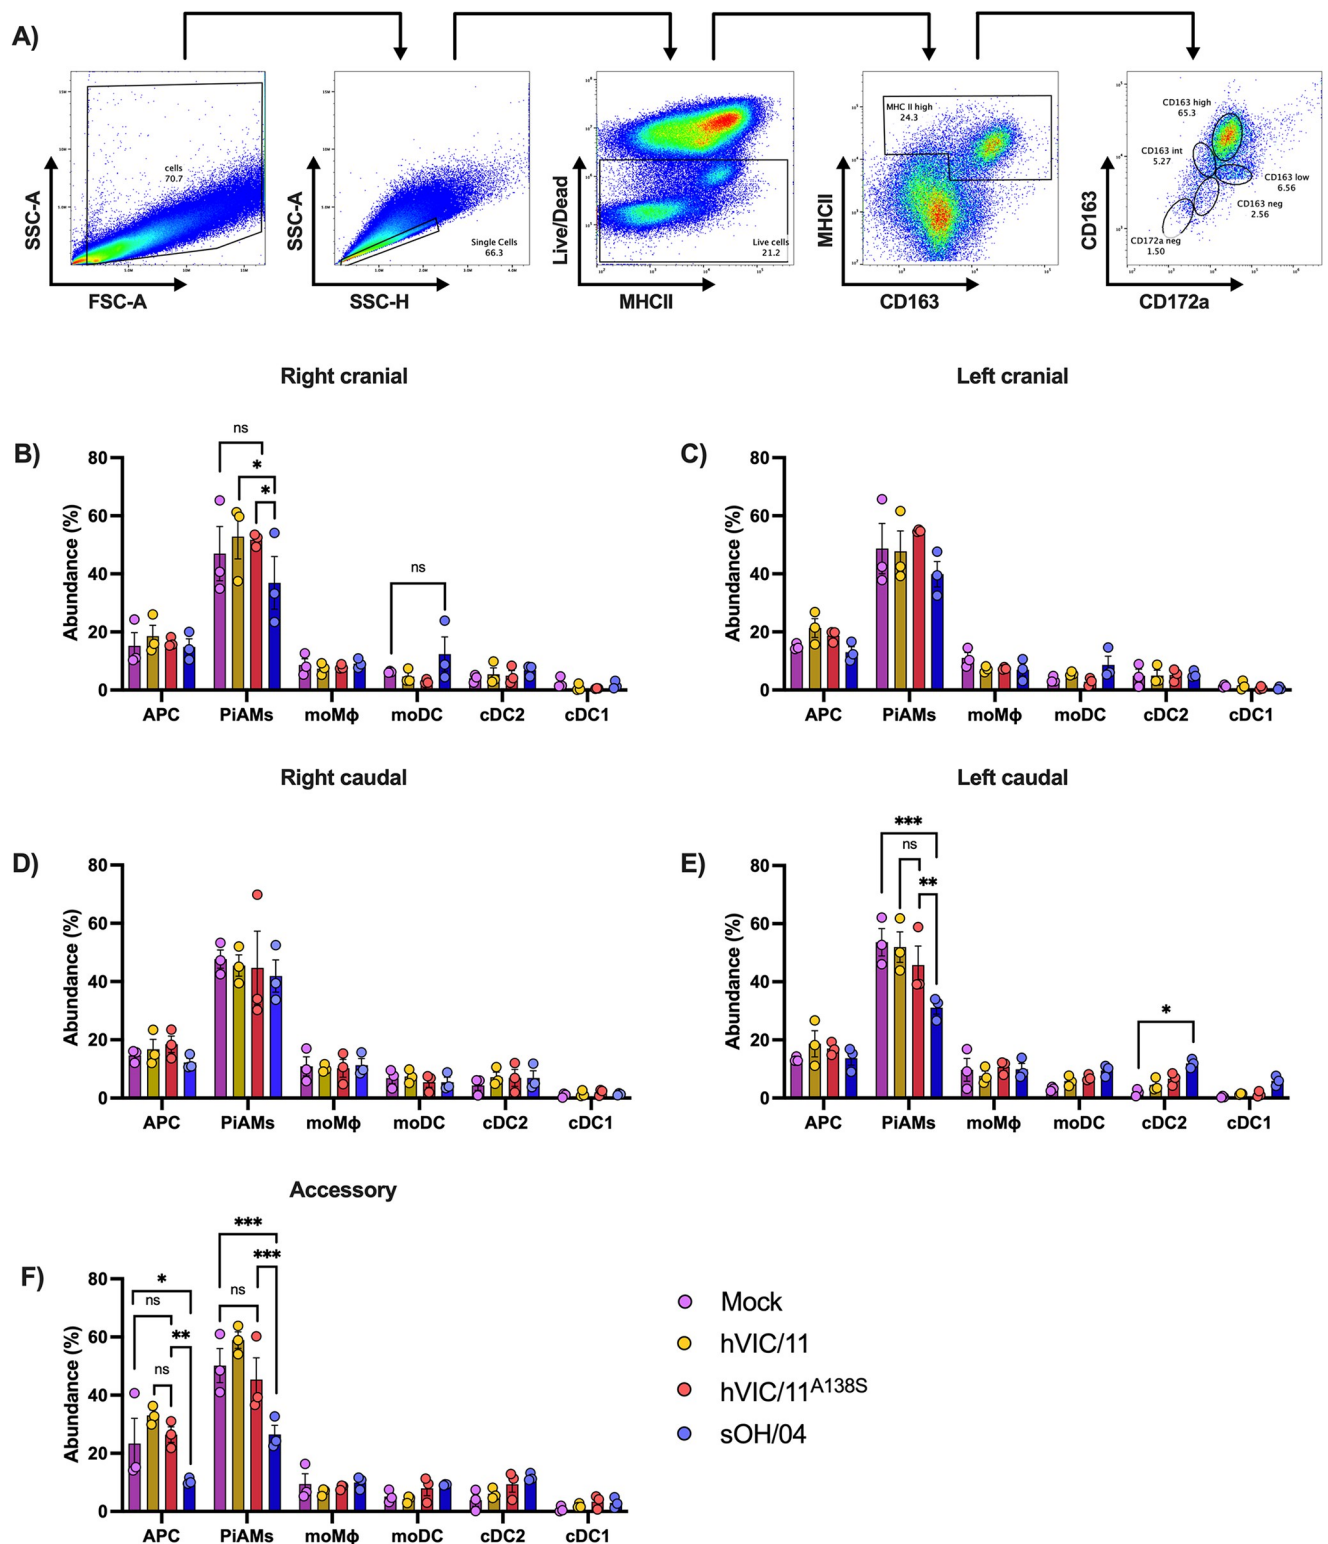 A)
cells
70.7
SSC-A
FSC-A
Single Cells
66.3
SSC-A
SSC-H
Live cells
21.2
Live/Dead
MHCII
MHC II high
24.3
MHCII
CD163
CD163 high
65.3
CD163 int
5.27
CD163 low
6.56
CD163 neg
2.56
CD172a neg
1.50
CD163
CD172a
Right cranial
B)
Abundance (%)
80
60
40
20
0
ns
*
*
ns
APC PiAMs moMϕ moDC cDC2 cDC1
Left cranial
C)
Abundance (%)
80
60
40
20
0
APC PiAMs moMϕ moDC cDC2 cDC1
Right caudal
D)
Abundance (%)
80
60
40
20
0
APC PiAMs moMϕ moDC cDC2 cDC1
Left caudal
E)
Abundance (%)
80
60
40
20
0
***
ns
**
*
APC PiAMs moMϕ moDC cDC2 cDC1
Accessory
F)
Abundance (%)
80
60
40
20
0
*
ns
**
ns
***
***
ns
APC PiAMs moMϕ moDC cDC2 cDC1
Mock
hVIC/11
hVIC/11A138S
sOH/04